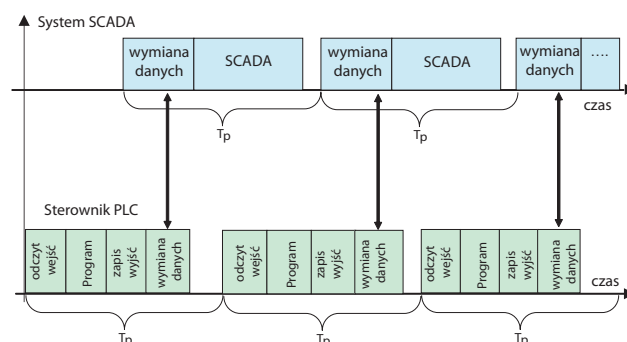 System SCADA
wymiana
danych
SCADA
wymiana
danych
SCADA
wymiana
danych
....
czas
Tp
Tp
Sterownik PLC
odczyt
wejść
Program
zapis
wyjść
wymiana
danych
odczyt
wejść
Program
zapis
wyjść
wymiana
danych
odczyt
wejść
Program
zapis
wyjść
wymiana
danych
czas
Tp
Tp
Tp